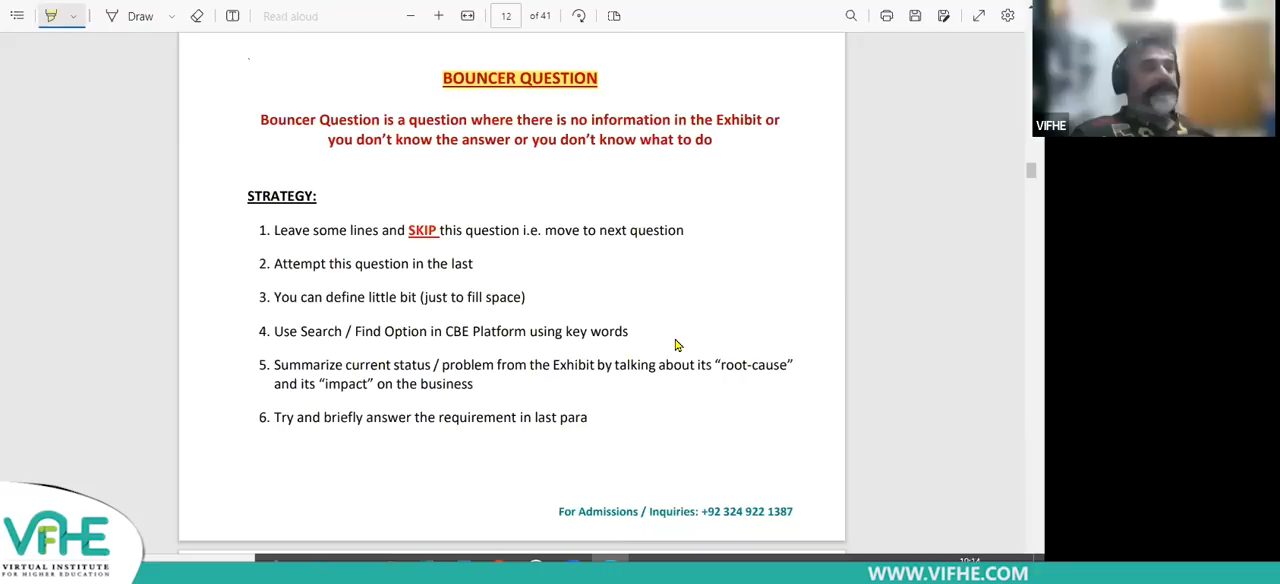 Draw
Read aloud
12
of 41
VIFHE
BOUNCER QUESTION
Bouncer Question is a question where there is no information in the Exhibit or
you don't know the answer or you don't know what to do
STRATEGY:
1. Leave some lines and SKIP this question i.e. move to next question
2. Attempt this question in the last
3. You can define little bit (just to fill space)
4. Use Search / Find Option in CBE Platform using key words
5. Summarize current status / problem from the Exhibit by talking about its “root-cause”
and its “impact” on the business
6. Try and briefly answer the requirement in last para
For Admissions / Inquiries: +92 324 922 1387
VIFHE
VIRTUAL INSTITUTE
FOR HIGHER EDUCATION
WWW.VIFHE.COM